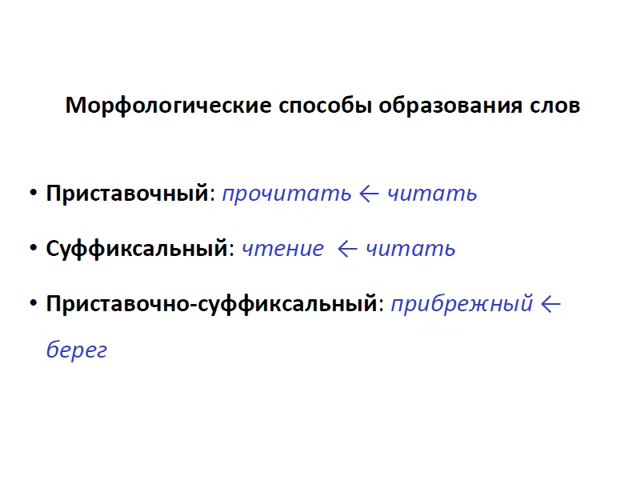 Морфологические способы образования слов
• Приставочный: прочитать ← читать
• Суффиксальный: чтение ← читать
• Приставочно-суффиксальный: прибрежный ←
берег